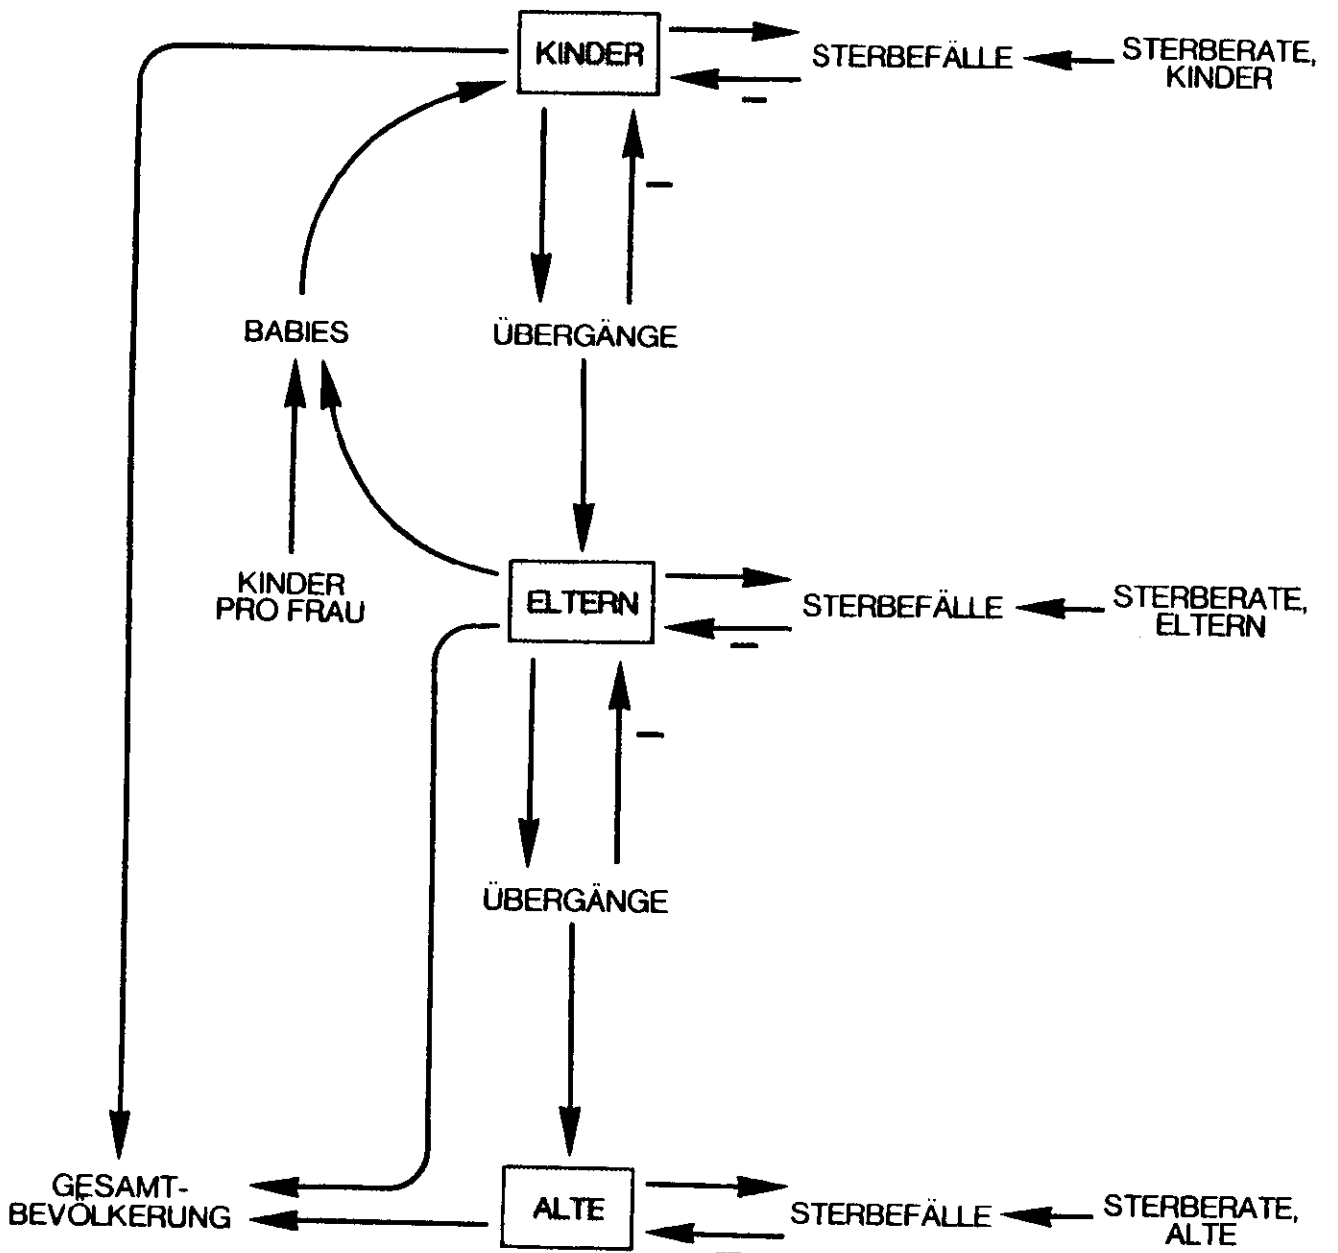 KINDER
STERBEFÄLLE
STERBERATE,
KINDER
–
–
BABIES
ÜBERGÄNGE
KINDER
PRO FRAU
ELTERN
STERBEFÄLLE
STERBERATE,
ELTERN
–
–
ÜBERGÄNGE
GESAMT-
BEVÖLKERUNG
ALTE
STERBEFÄLLE
STERBERATE,
ALTE
–